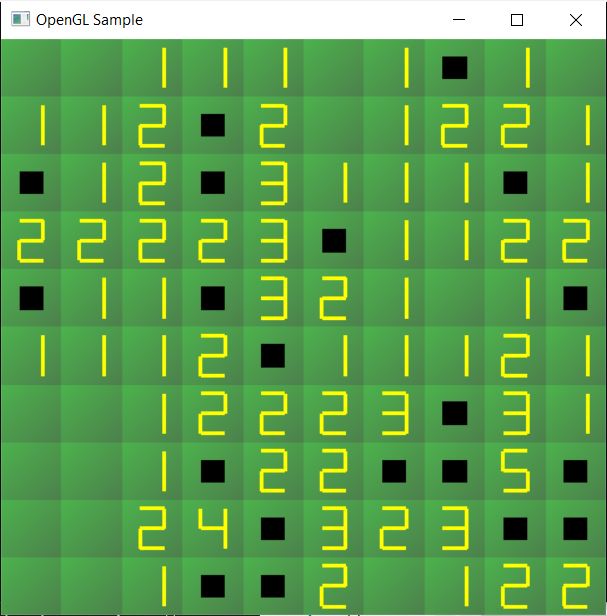 OpenGL Sample
1 1 1 1 1
1 1 2 2 1 2 2 1
1 2 3 1 1 1 1
2 2 2 2 3 1 1 2 2
1 1 3 2 1 1
1 1 1 2 1 1 1 2 1
1 2 2 2 3 3 1
1 2 2 5
2 4 3 2 3
1 2 1 2 2